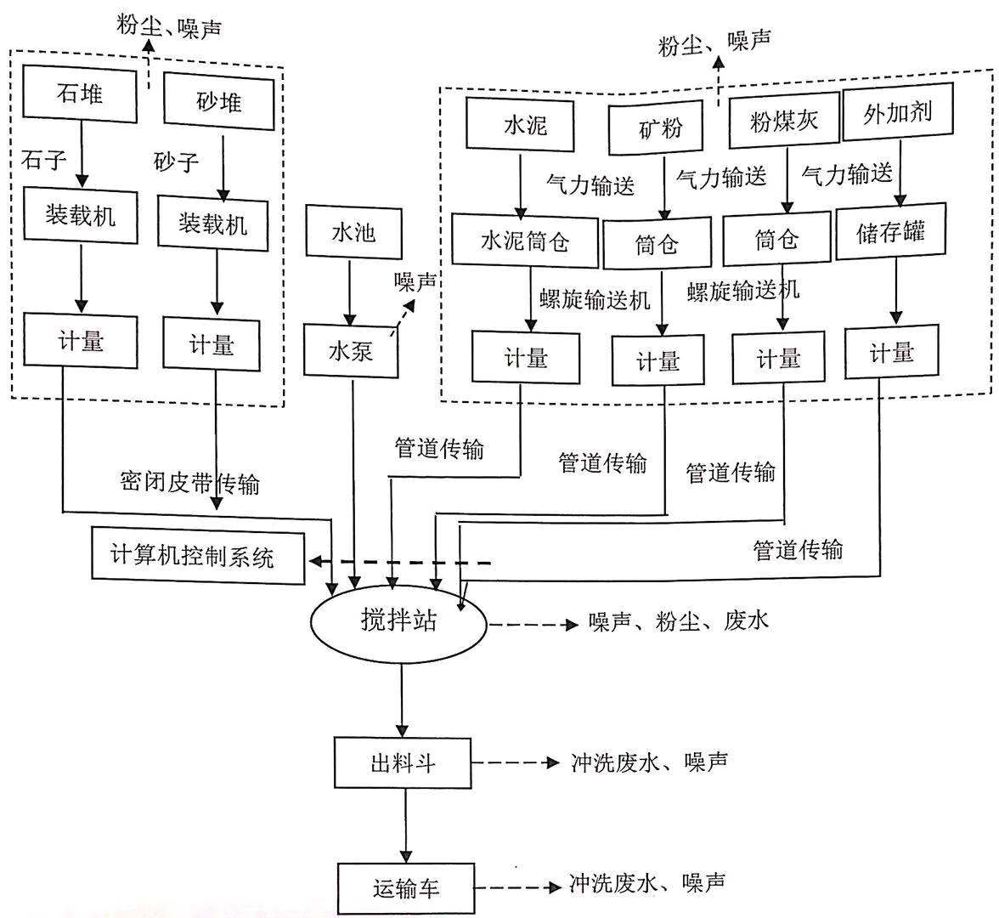 粉尘、噪声
粉尘、噪声
石堆
砂堆
水泥
矿粉
粉煤灰
外加剂
石子
砂子
气力输送
气力输送
气力输送
装载机
装载机
水池
水泥筒仓
筒仓
筒仓
储存罐
噪声
螺旋输送机
螺旋输送机
计量
计量
水泵
计量
计量
计量
计量
管道传输
管道传输
管道传输
密闭皮带传输
计算机控制系统
管道传输
搅拌站
噪声、粉尘、废水
出料斗
冲洗废水、噪声
运输车
冲洗废水、噪声